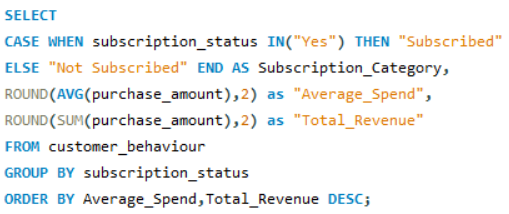 SELECT
CASE WHEN subscription_status IN("Yes") THEN "Subscribed"
ELSE "Not Subscribed" END AS Subscription_Category,
ROUND(AVG(purchase_amount),2) as "Average_Spend",
ROUND(SUM(purchase_amount),2) as "Total_Revenue"
FROM customer_behaviour
GROUP BY subscription_status
ORDER BY Average_Spend,Total_Revenue DESC;